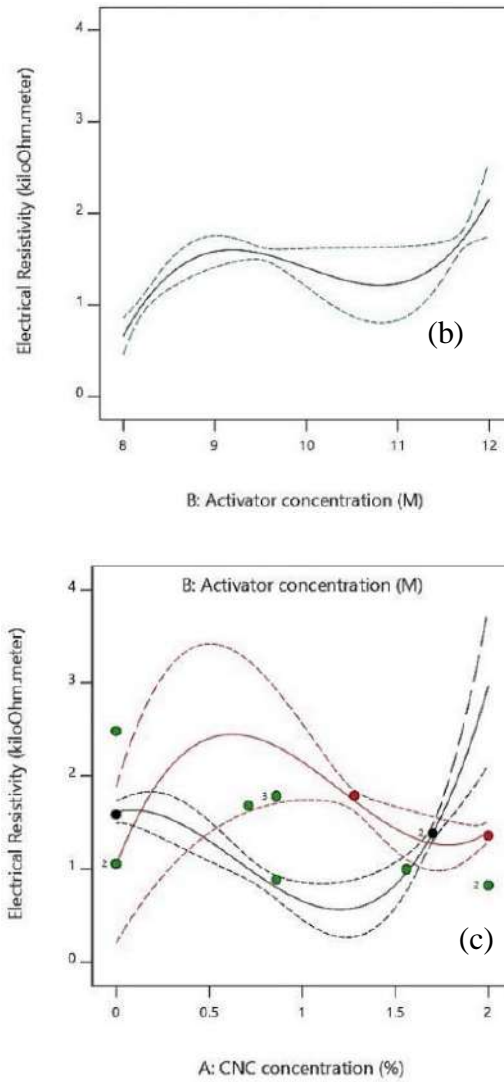 4
3
2
1
0
Electrical Resistivity (kiloOhm.meter)
(b)
8 9 10 11 12
B: Activator concentration (M)
B: Activator concentration (M)
4
3
2
1
0
Electrical Resistivity (kiloOhm.meter)
3
2
2
2
(c)
0 0.5 1 1.5 2
A: CNC concentration (%)